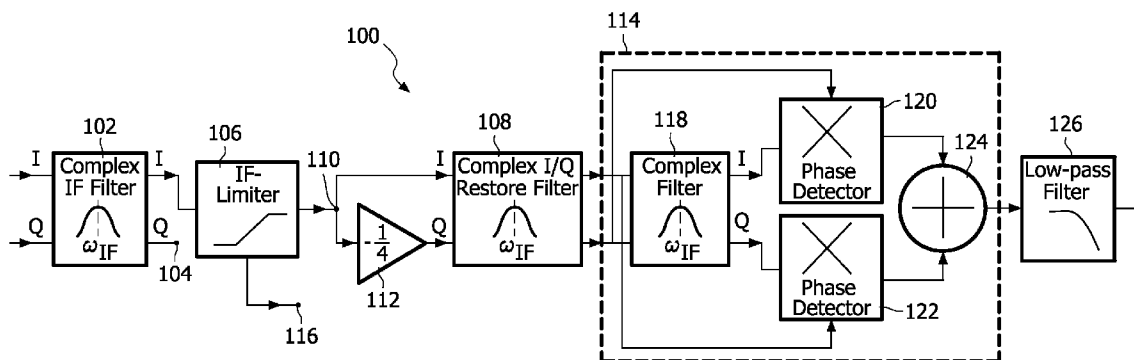 100
114
102
I
I
Complex
IF Filter
ωIF
Q
Q
104
106
IF-
Limiter
116
110
-1/4
112
108
I
Q
Complex I/Q
Restore Filter
ωIF
118
Complex
Filter
ωIF
I
Q
120
Phase
Detector
Phase
Detector
122
124
126
Low-pass
Filter